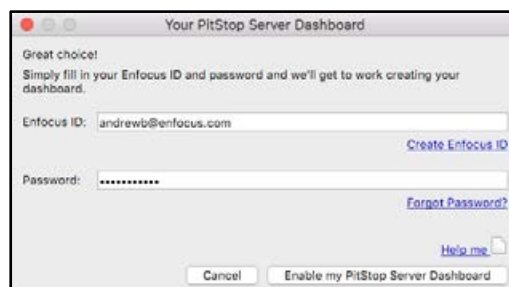 Your PitStop Server Dashboard
Great choice!
Simply fill in your Enfocus ID and password and we'll get to work creating your
dashboard.
Enfocus ID: andrewb@enfocus.com
Create Enfocus ID
Password: •••••••••••
Forgot Password?
Help me
Cancel Enable my PitStop Server Dashboard